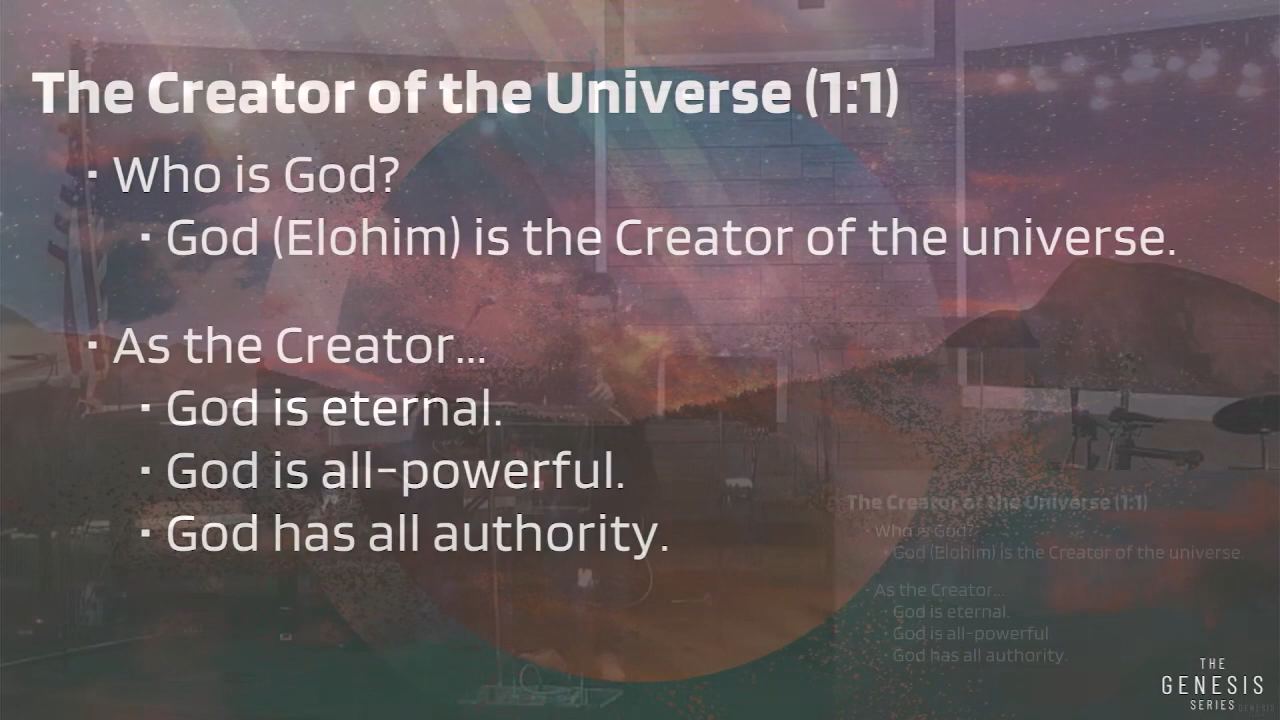 The Creator of the Universe (1:1)
· Who is God?
· God (Elohim) is the Creator of the universe.
· As the Creator...
· God is eternal.
· God is all-powerful.
· God has all authority.
The Creator of the Universe (1:1)
· Who is God?
· God (Elohim) is the Creator of the universe.
· As the Creator...
· God is eternal.
· God is all-powerful.
· God has all authority.
THE
GENESIS
SERIES
GENESIS